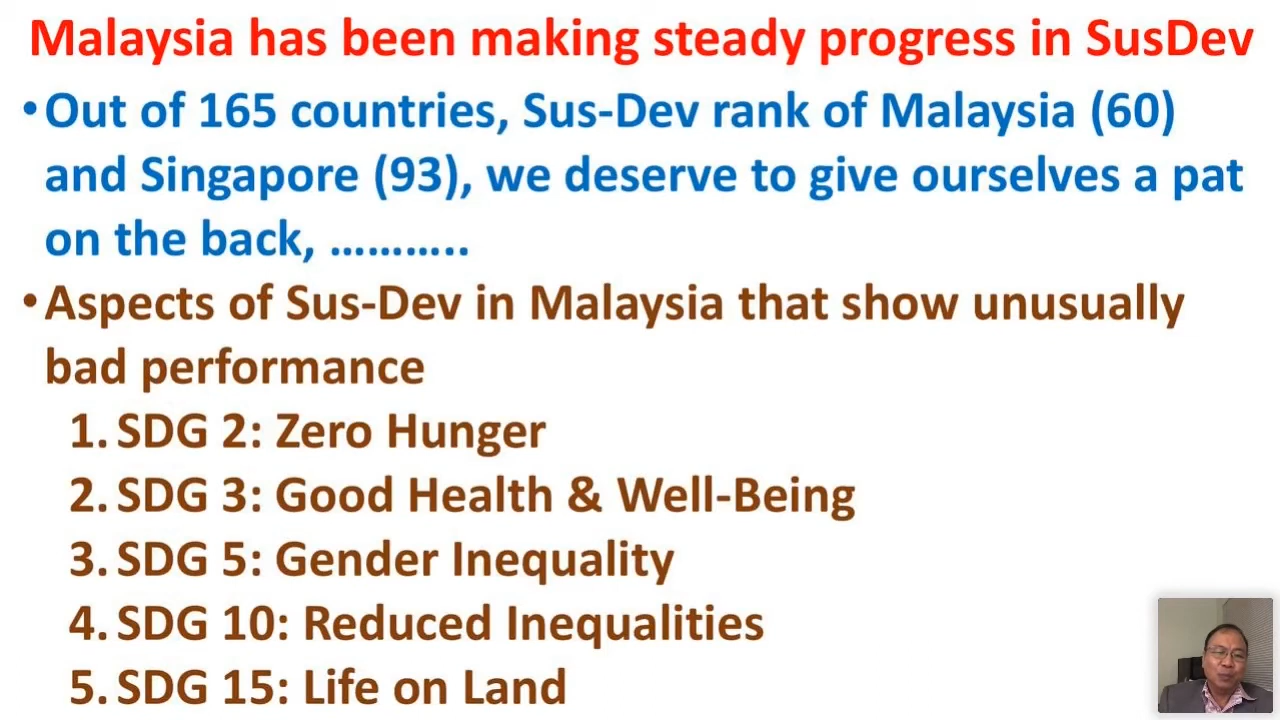 Malaysia has been making steady progress in SusDev
•Out of 165 countries, Sus-Dev rank of Malaysia (60)
and Singapore (93), we deserve to give ourselves a pat
on the back, ………..
•Aspects of Sus-Dev in Malaysia that show unusually
bad performance
1. SDG 2: Zero Hunger
2. SDG 3: Good Health & Well-Being
3. SDG 5: Gender Inequality
4. SDG 10: Reduced Inequalities
5. SDG 15: Life on Land